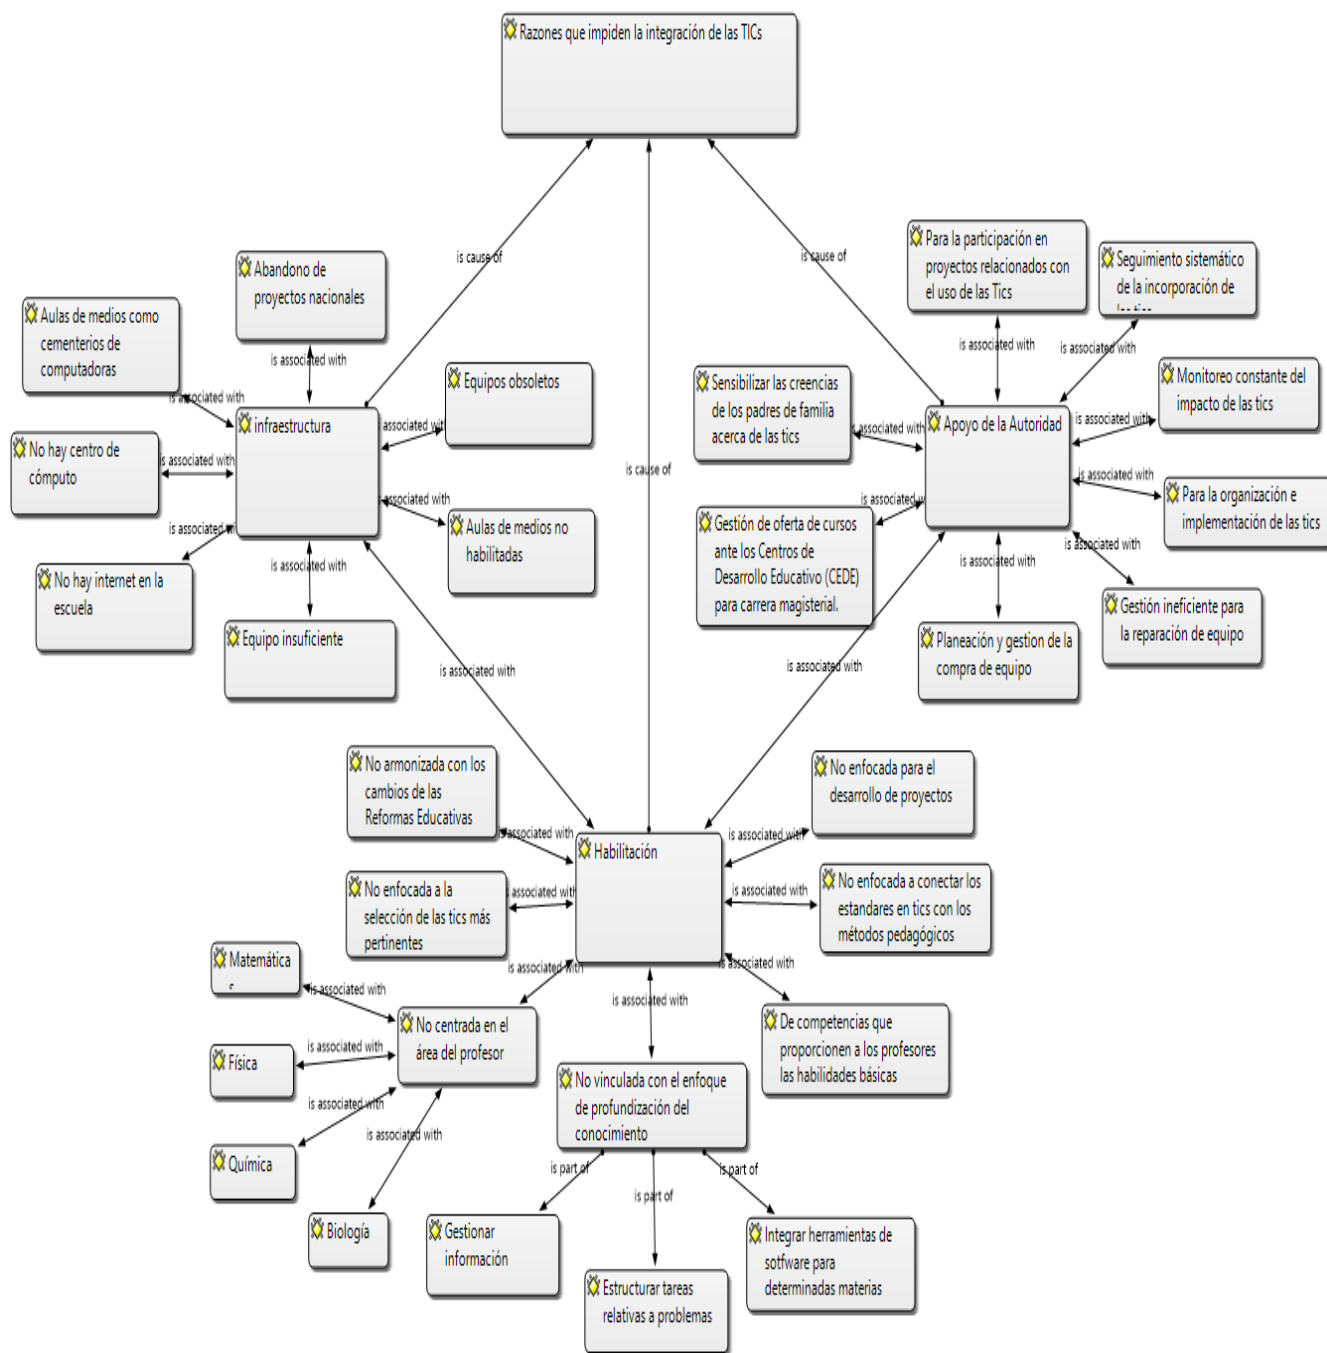 Razones que impiden la integración de las TICs
is cause of
is cause of
is cause of
Abandono de
proyectos nacionales
is associated with
Aulas de medios como
cementerios de
computadoras
is associated with
Equipos obsoletos
associated with
infraestructura
No hay centro de
cómputo
is associated with
associated with
Aulas de medios no
habilitadas
is associated
No hay internet en la
escuela
is associated with
Equipo insuficiente
Para la participación en
proyectos relacionados con
el uso de las Tics
is associated with
Seguimiento sistemático
de la incorporación de
is associated with
Sensibilizar las creencias
de los padres de familia
acerca de las tics
is associated with
Apoyo de la Autoridad
Monitoreo constante del
impacto de las tics
is associated with
is associated with
Para la organización e
implementación de las tics
Gestión de oferta de cursos
ante los Centros de
Desarrollo Educativo (CEDE)
para carrera magisterial.
is associated
is associated with
Planeación y gestion de la
compra de equipo
is associated with
Gestión ineficiente para
la reparación de equipo
is associated with
is associated with
No armonizada con los
cambios de las
Reformas Educativas
is associated with
No enfocada para el
desarrollo de proyectos
is associated with
Habilitación
No enfocada a la
selección de las tics más
pertinentes
associated with
is associated with
No enfocada a conectar los
estandares en tics con los
métodos pedagógicos
is associated with
is associated with
is associated with
De competencias que
proporcionen a los profesores
las habilidades básicas
Matemática
is associated with
No centrada en el
área del profesor
Física
is associated with
is associated with
Química
is associated with
Biología
No vinculada con el enfoque
de profundización del
conocimiento
is part of
is part of
is part of
Gestionar
información
Estructurar tareas
relativas a problemas
Integrar herramientas de
sotfware para
determinadas materias